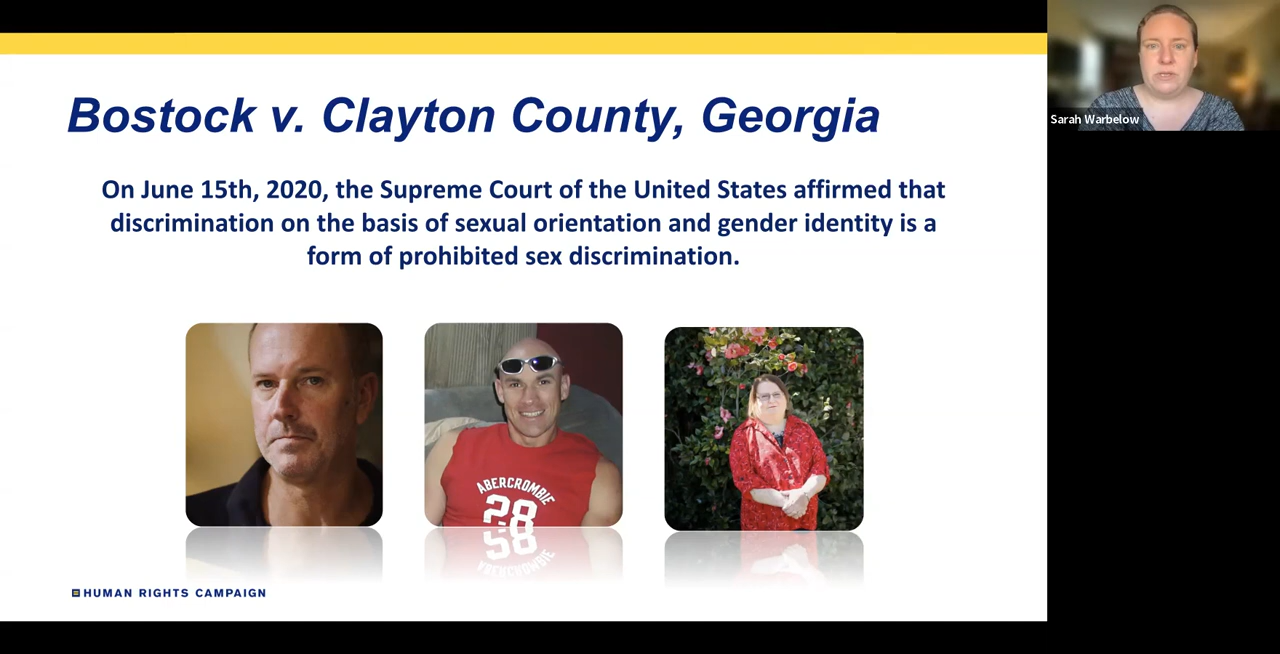 Bostock v. Clayton County, Georgia
On June 15th, 2020, the Supreme Court of the United States affirmed that
discrimination on the basis of sexual orientation and gender identity is a
form of prohibited sex discrimination.
ABERCROMBIE
28
HUMAN RIGHTS CAMPAIGN
Sarah Warbelow